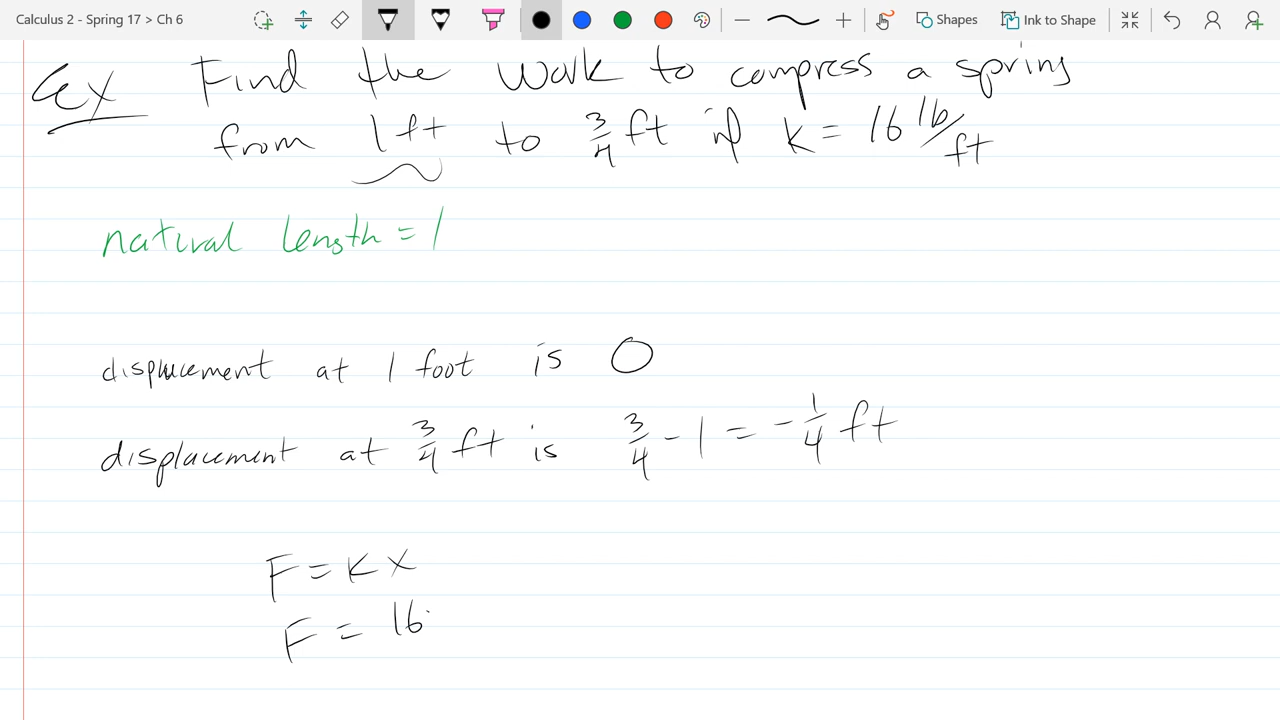 Calculus 2 - Spring 17 > Ch 6 Shapes Ink to Shape
Ex Find the work to compress a spring
from 1 ft to 3/4 ft if K = 16 lb/ft
natural length = 1
displacement at 1 foot is 0
displacement at 3/4 ft is 3/4 - 1 = - 1/4 ft
F = K x
F = 16